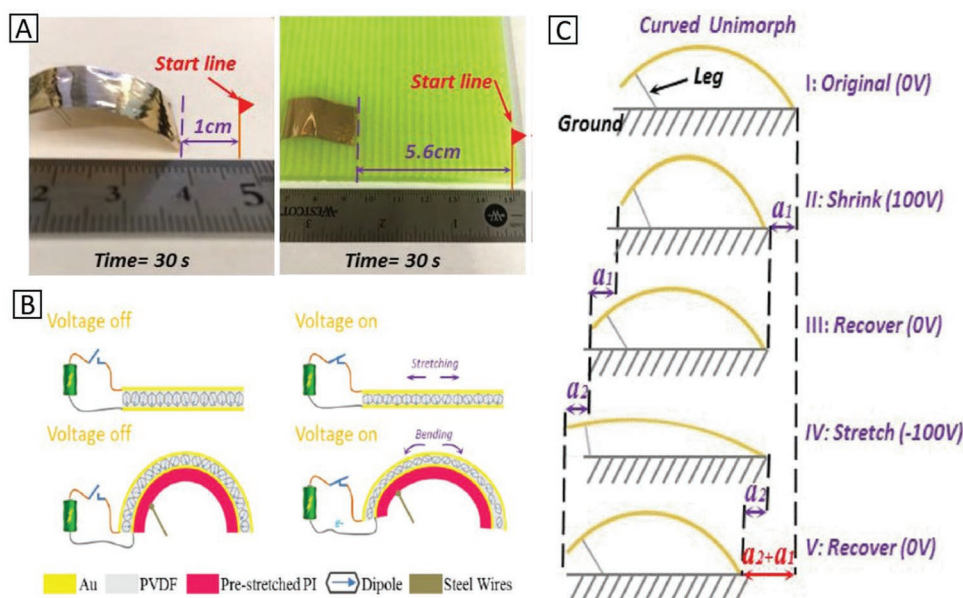 A
Start line
1cm
2 3 4 5
Time= 30 s
Start line
5.6cm
WESTCOTT
3 2 1
Time= 30 s
B
Voltage off
Voltage on
Stretching
Voltage off
Voltage on
Bending
e-
Au
PVDF
Pre-stretched PI
Dipole
Steel Wires
C
Curved Unimorph
Leg
I: Original (0V)
Ground
II: Shrink (100V)
a1
a1
III: Recover (0V)
a2
IV: Stretch (-100V)
a2
V: Recover (0V)
a2+a1